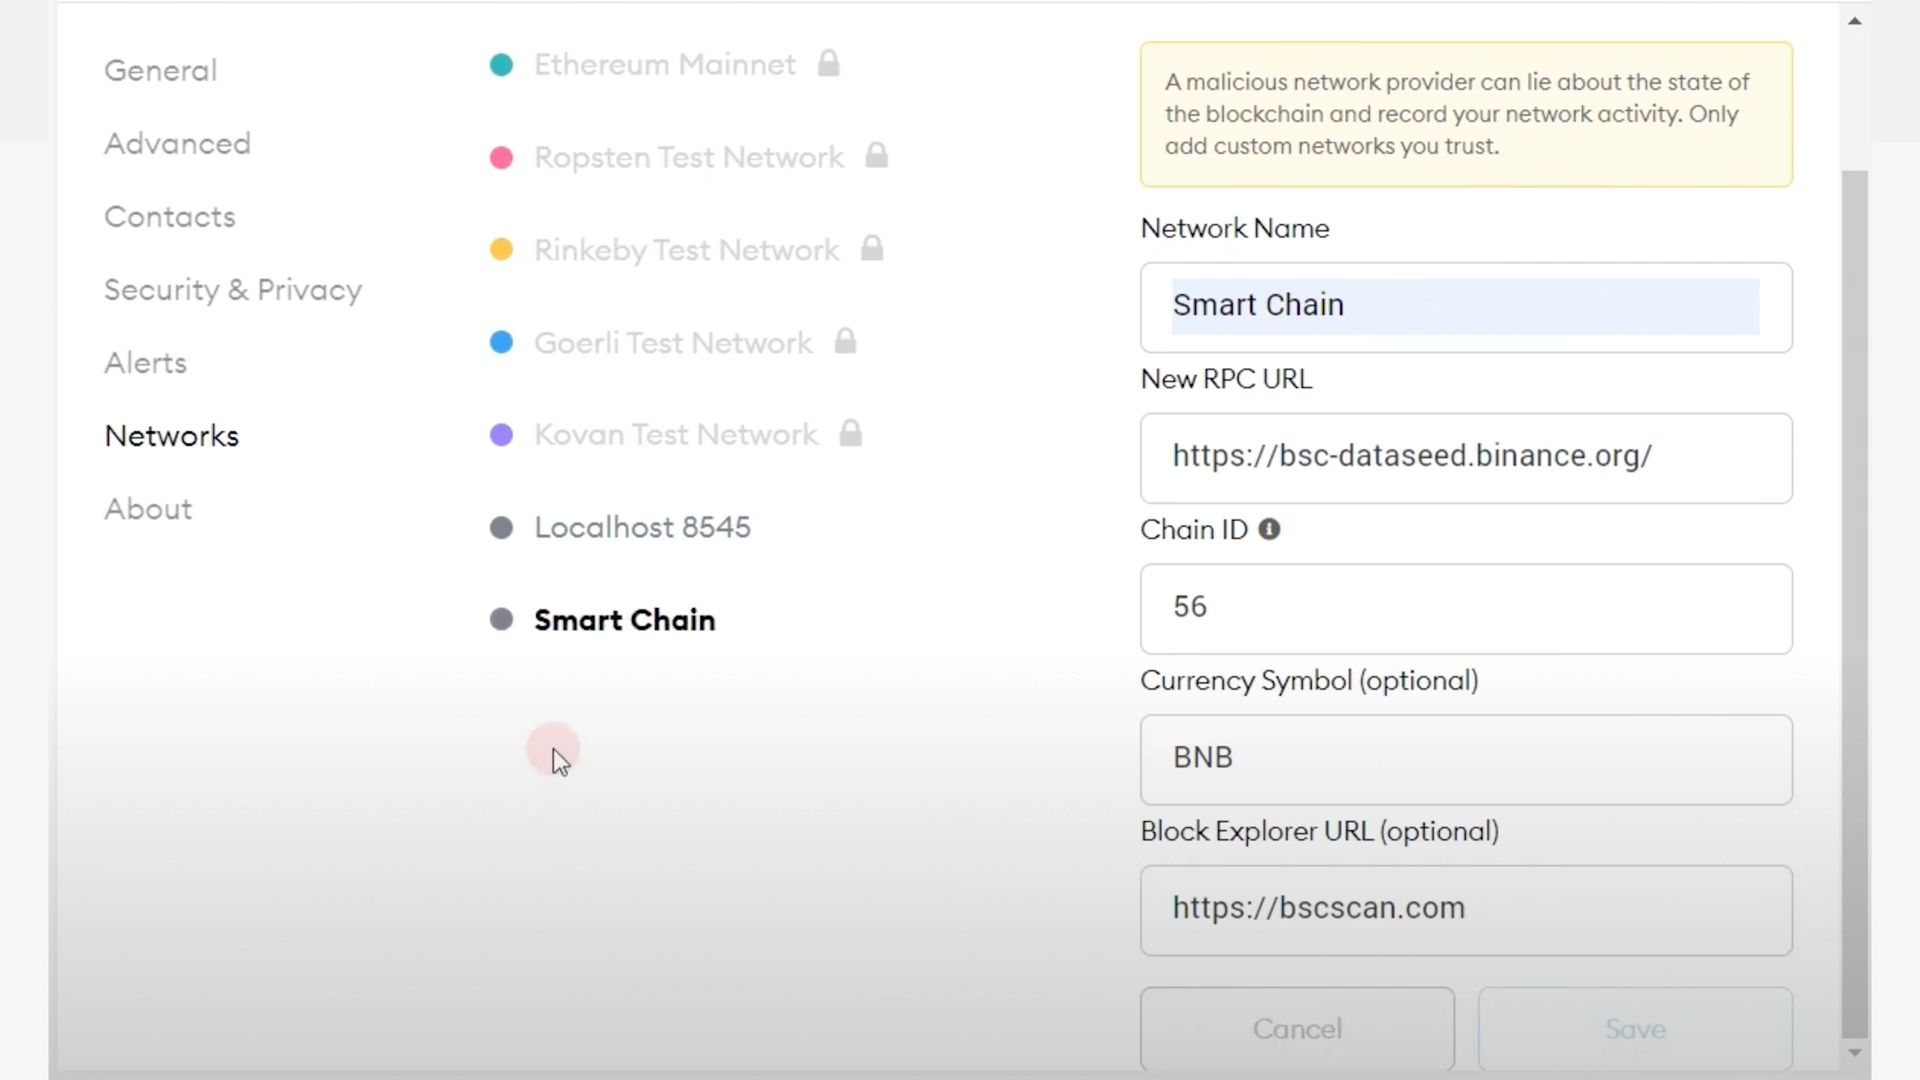 General
Advanced
Contacts
Security & Privacy
Alerts
Networks
About
Ethereum Mainnet
Ropsten Test Network
Rinkeby Test Network
Goerli Test Network
Kovan Test Network
Localhost 8545
Smart Chain
A malicious network provider can lie about the state of
the blockchain and record your network activity. Only
add custom networks you trust.
Network Name
Smart Chain
New RPC URL
https://bsc-dataseed.binance.org/
Chain ID
56
Currency Symbol (optional)
BNB
Block Explorer URL (optional)
https://bscscan.com
Cancel
Save